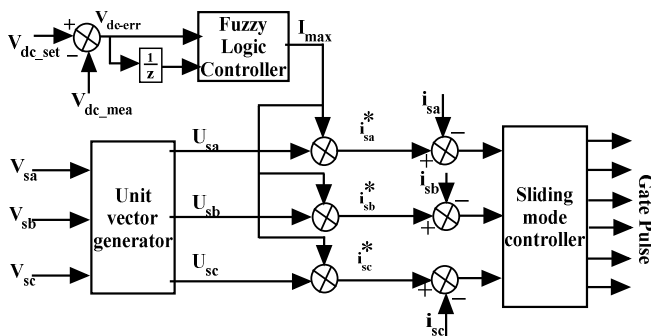 V_dc_set
+
−
V_dc-err
V_dc_mea
1/z
Fuzzy
Logic
Controller
I_max
V_sa
V_sb
V_sc
Unit
vector
generator
U_sa
U_sb
U_sc
i*_sa
i*_sb
i*_sc
i_sa
−
+
i_sb
−
+
+
−
i_sc
Sliding
mode
controller
Gate Pulse